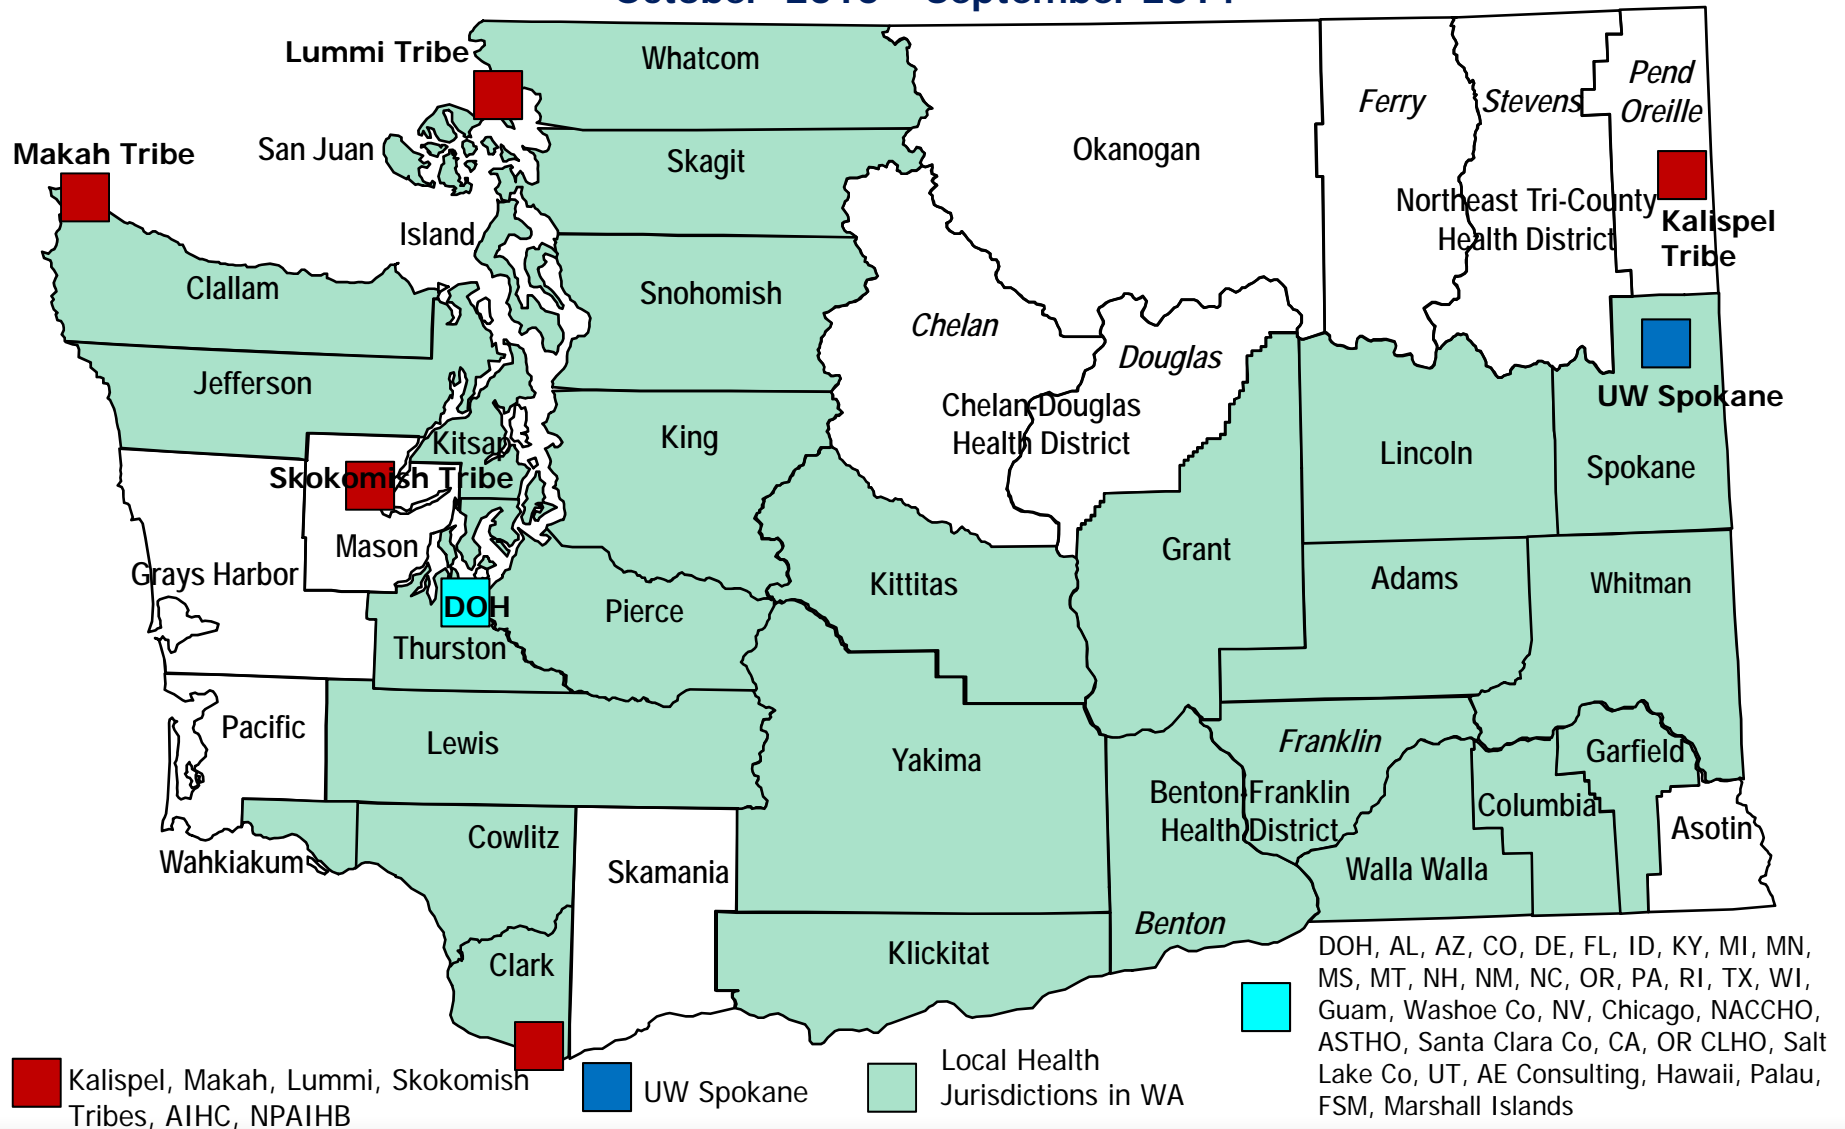 Lummi Tribe
Whatcom
Pend
Oreille
Ferry
Stevens
San Juan
Makah Tribe
Skagit
Okanogan
Northeast Tri-County
Health District
Kalispel
Tribe
Island
Clallam
Snohomish
Chelan
Douglas
Jefferson
UW Spokane
Chelan-Douglas
Health District
Kitsap
King
Lincoln
Spokane
Skokomish Tribe
Mason
Grant
Grays Harbor
Kittitas
Adams
Whitman
DOH
Pierce
Thurston
Pacific
Lewis
Yakima
Franklin
Garfield
Benton-Franklin
Health District
Columbia
Asotin
Cowlitz
Wahkiakum
Skamania
Walla Walla
Benton
Klickitat
Clark
DOH, AL, AZ, CO, DE, FL, ID, KY, MI, MN,
MS, MT, NH, NM, NC, OR, PA, RI, TX, WI,
Guam, Washoe Co, NV, Chicago, NACCHO,
ASTHO, Santa Clara Co, CA, OR CLHO, Salt
Lake Co, UT, AE Consulting, Hawaii, Palau,
FSM, Marshall Islands
Kalispel, Makah, Lummi, Skokomish
Tribes, AIHC, NPAIHB
UW Spokane
Local Health
Jurisdictions in WA